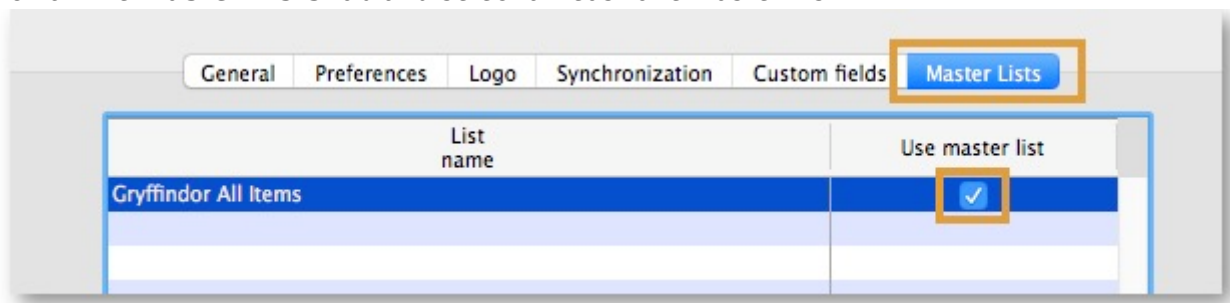 General Preferences Logo Synchronization Custom fields Master Lists
List
name
Use master list
Gryffindor All Items